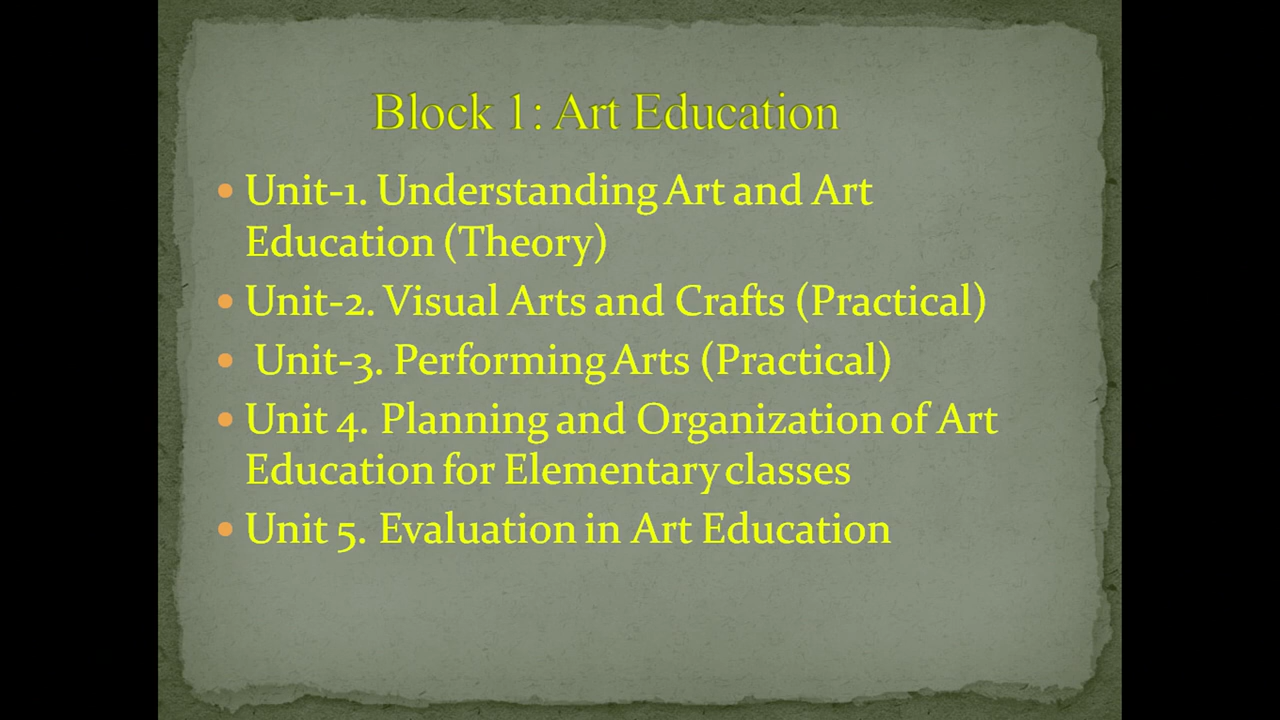 Block 1: Art Education
• Unit-1. Understanding Art and Art
Education (Theory)
• Unit-2. Visual Arts and Crafts (Practical)
• Unit-3. Performing Arts (Practical)
• Unit 4. Planning and Organization of Art
Education for Elementary classes
• Unit 5. Evaluation in Art Education